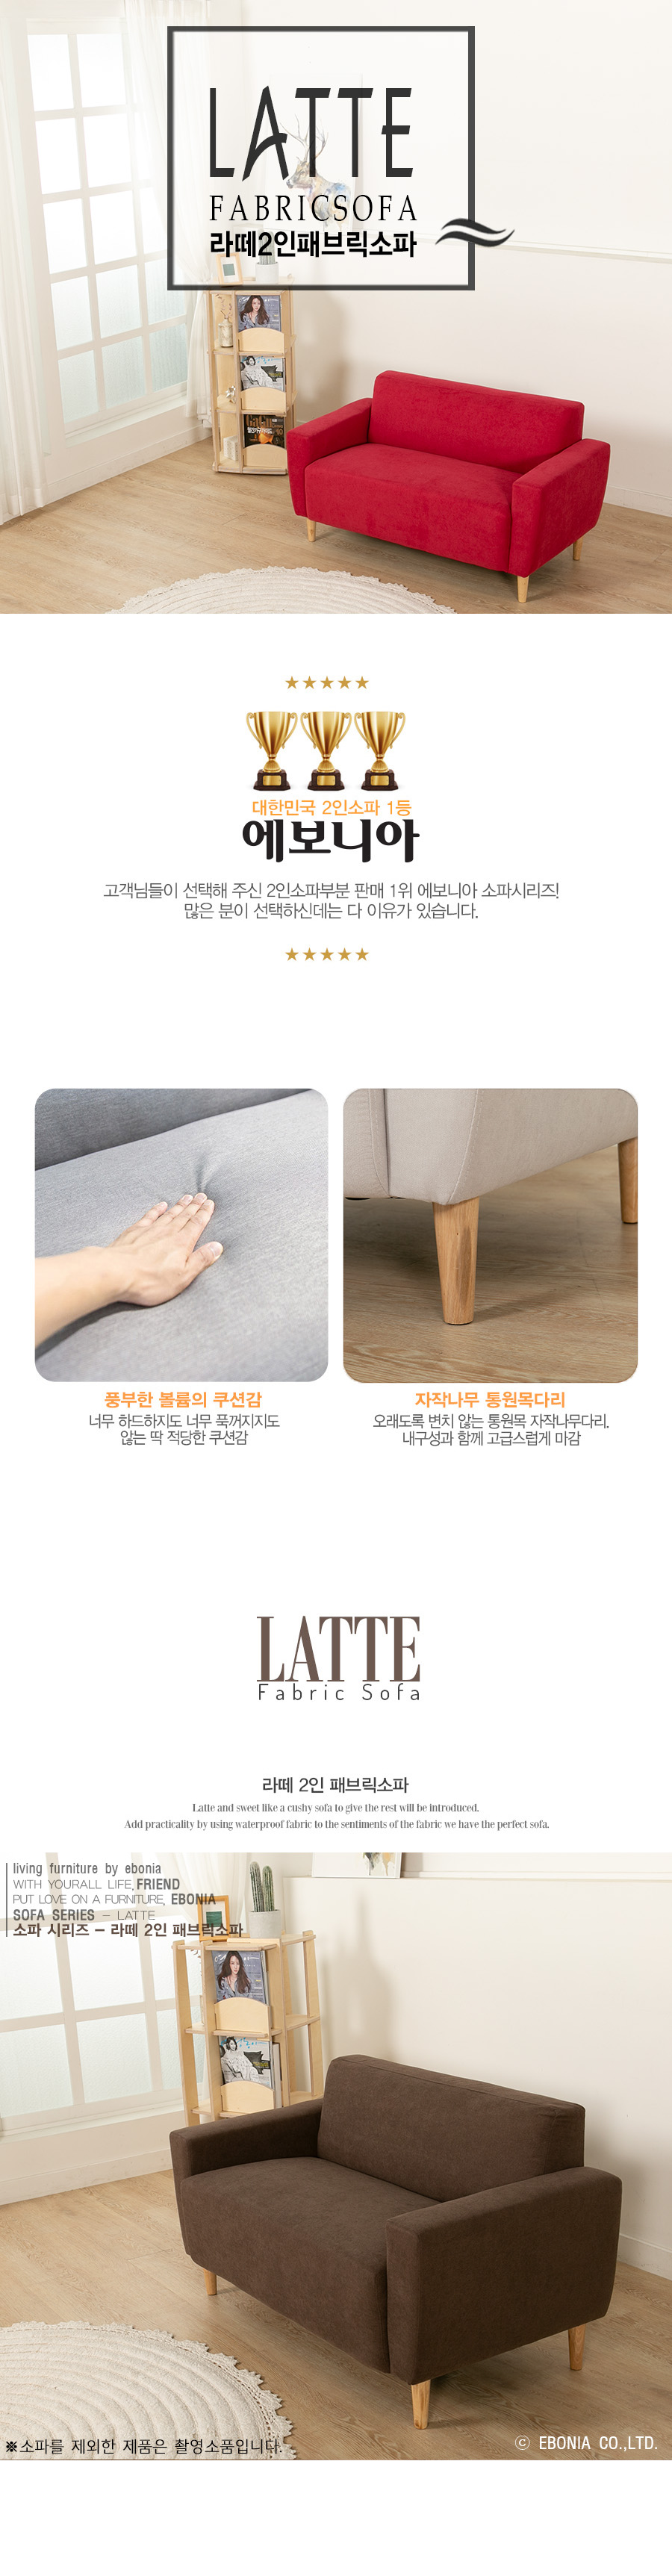 LATTE
FABRICSOFA
라떼2인패브릭소파
대한민국 2인소파 1등
에보니아
고객님들이 선택해 주신 2인소파부분 판매 1위 에보니아 소파시리즈!
많은 분이 선택하신데는 다 이유가 있습니다.
풍부한 볼륨의 쿠션감
너무 하드하지도 너무 푹꺼지지도
않는 딱 적당한 쿠션감
자작나무 통원목다리
오래도록 변치 않는 통원목 자작나무다리.
내구성과 함께 고급스럽게 마감
LATTE
Fabric Sofa
라떼 2인 패브릭소파
Latte and sweet like a cushy sofa to give the rest will be introduced.
Add practicality by using waterproof fabric to the sentiments of the fabric we have the perfect sofa.
living furniture by ebonia
WITH YOURALL LIFE, FRIEND
PUT LOVE ON A FURNITURE, EBONIA
SOFA SERIES - LATTE
소파 시리즈 - 라떼 2인 패브릭소파
※소파를 제외한 제품은 촬영소품입니다.
ⓒ EBONIA CO.,LTD.